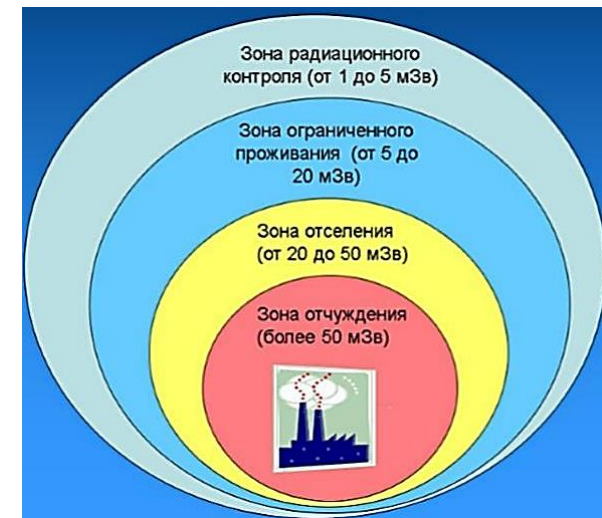 Зона радиационного
контроля (от 1 до 5 мЗв)
Зона ограниченного
проживания (от 5 до
20 мЗв)
Зона отселения
(от 20 до 50 мЗв)
Зона отчуждения
(более 50 мЗв)